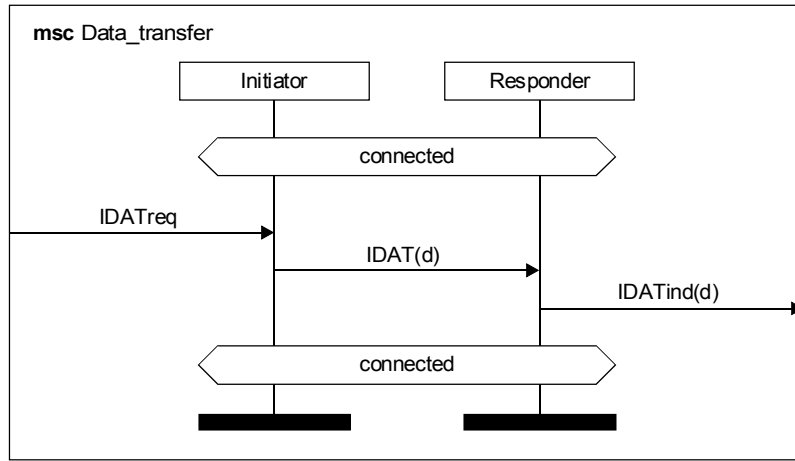 msc Data_transfer
Initiator
Responder
connected
IDATreq
IDAT(d)
IDATind(d)
connected